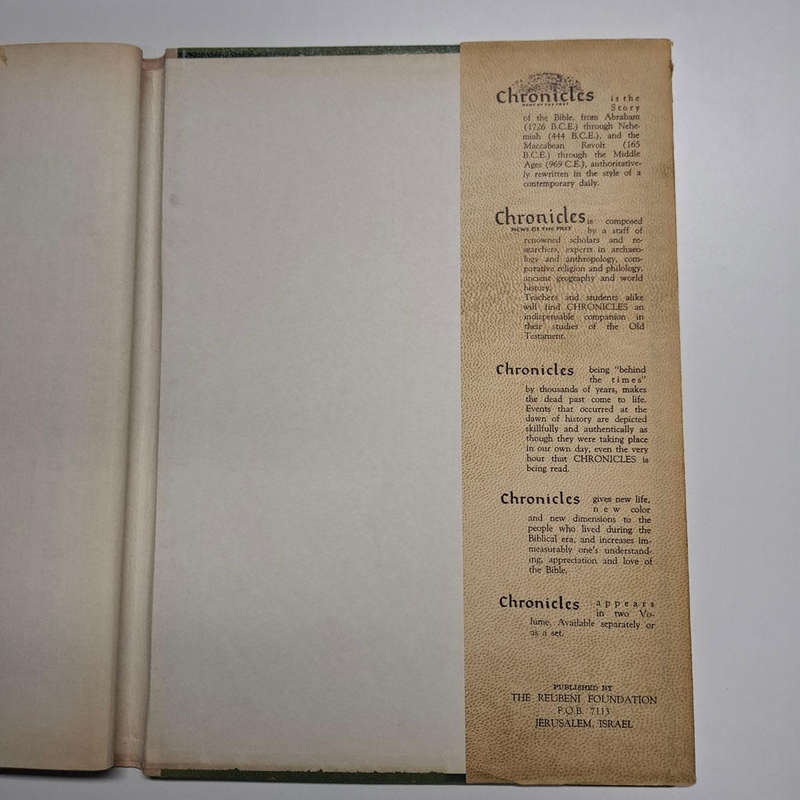 Chronicles is the
NEWS OF THE PAST Story
of the Bible, from Abraham
(1726 B.C.E.) through Nehe-
miah (444 B.C.E.), and the
Maccabean Revolt (165
B.C.E.) through the Middle
Ages (969 C.E.), authoritative-
ly rewritten in the style of a
contemporary daily.
Chronicles is composed
NEWS OF THE PAST by a staff of
renowned scholars and re-
searchers, experts in archaeo-
logy and anthropology, com-
parative religion and philology,
ancient geography and world
history.
Teachers and students alike
will find CHRONICLES an
indispensable companion in
their studies of the Old
Testament.
Chronicles being "behind
the times"
by thousands of years, makes
the dead past come to life.
Events that occurred at the
dawn of history are depicted
skillfully and authentically as
though they were taking place
in our own day, even the very
hour that CHRONICLES is
being read.
Chronicles gives new life,
new color
and new dimensions to the
people who lived during the
Biblical era, and increases im-
measurably one's understand-
ing, appreciation and love of
the Bible.
Chronicles appears
in two Vo-
lume. Available separately or
as a set.
PUBLISHED BY
THE REUBENI FOUNDATION
P.O.B. 7113
JERUSALEM, ISRAEL